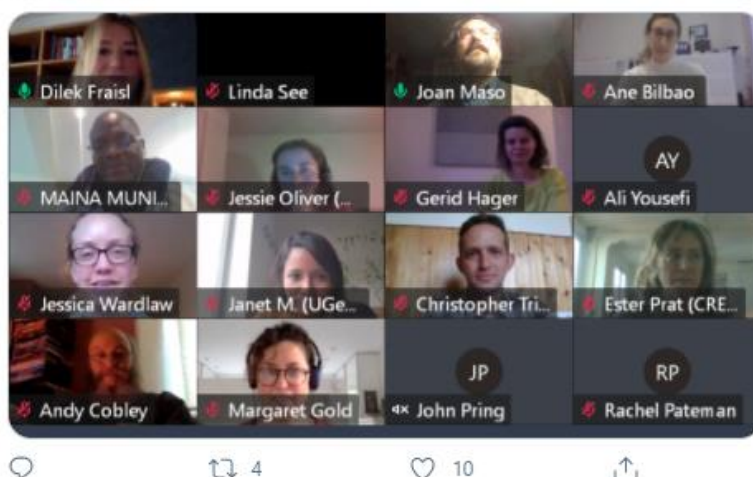 Dilek Fraisl
Linda See
Joan Maso
Ane Bilbao
MAINA MUNI...
Jessie Oliver (...
Gerid Hager
AY
Ali Yousefi
Jessica Wardlaw
Janet M. (UGe...
Christopher Tri...
Ester Prat (CRE...
Andy Cobley
Margaret Gold
JP
John Pring
RP
Rachel Pateman
4
10